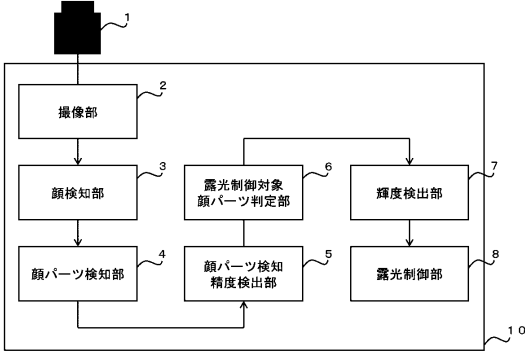 1
2
撮像部
3
顔検知部
4
顔パーツ検知部
5
顔パーツ検知
精度検出部
6
露光制御対象
顔パーツ判定部
7
輝度検出部
8
露光制御部
10